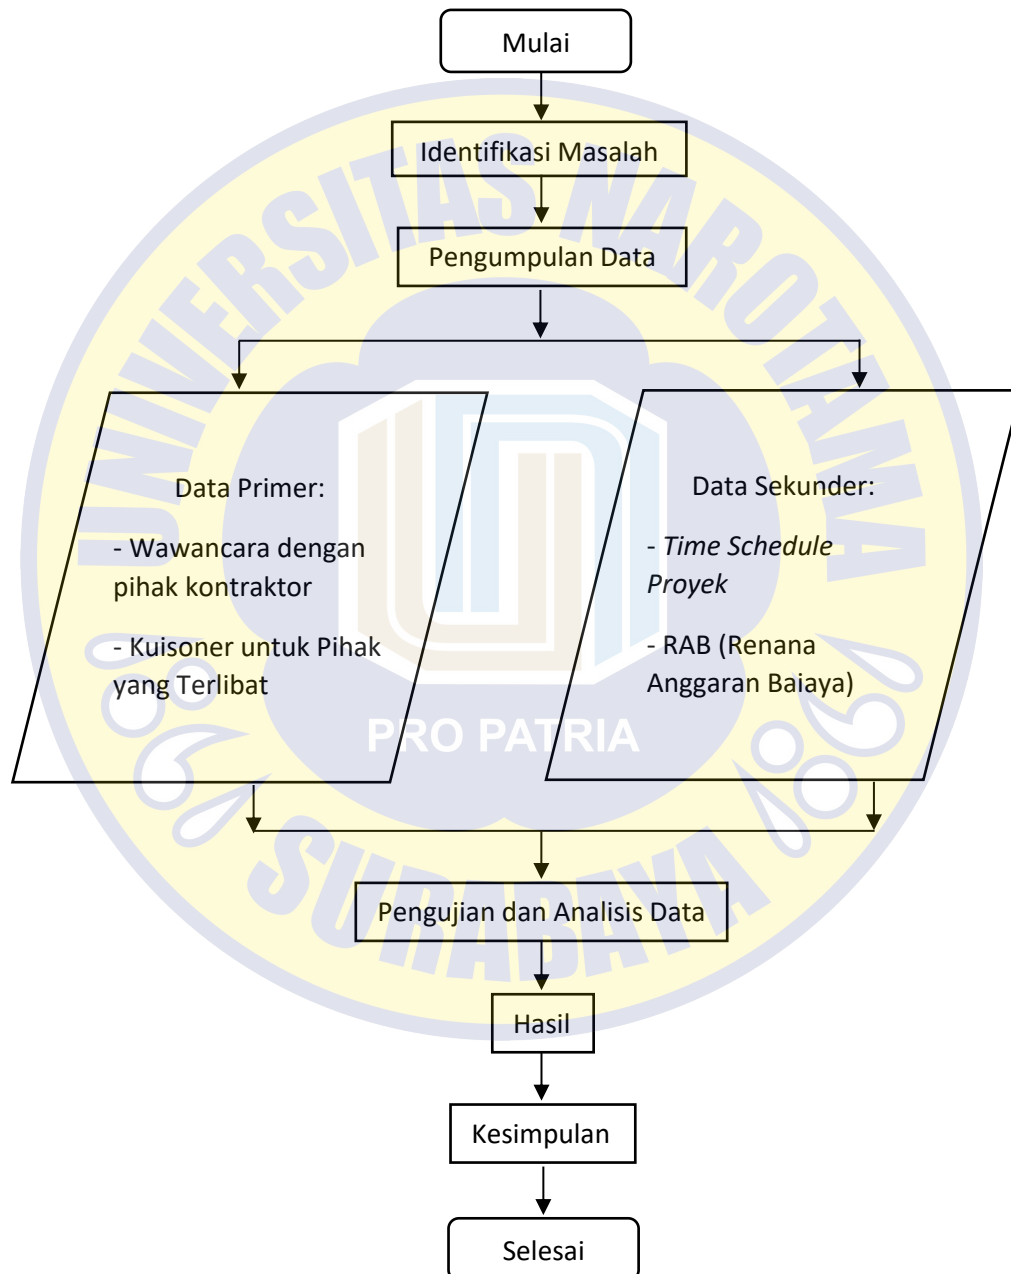 Mulai
Identifikasi Masalah
Pengumpulan Data
Data Primer:
- Wawancara dengan
pihak kontraktor
- Kuisoner untuk Pihak
yang Terlibat
Data Sekunder:
- Time Schedule
Proyek
- RAB (Renana
Anggaran Baiaya)
Pengujian dan Analisis Data
Hasil
Kesimpulan
Selesai
UNIVERSITAS NAROTAMA
PRO PATRIA
SURABAYA